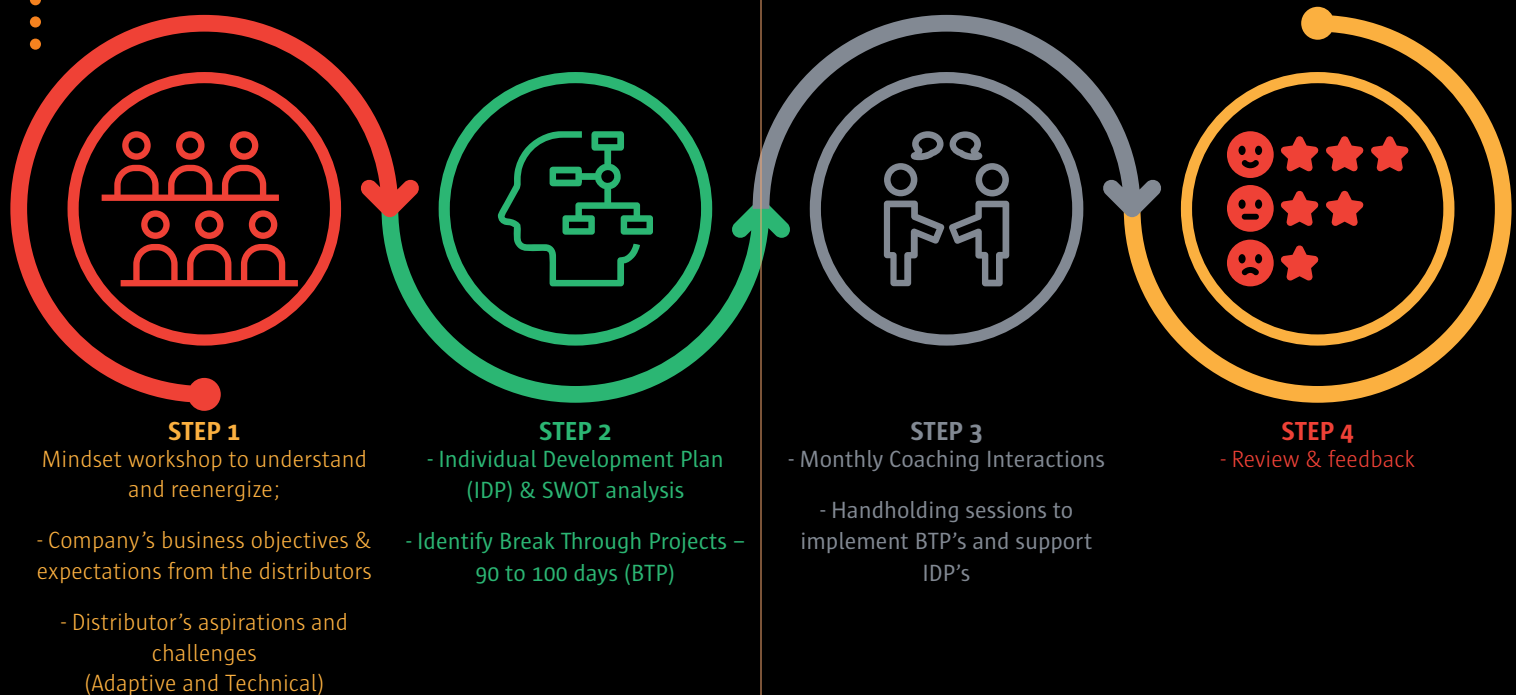 STEP 1
Mindset workshop to understand
and reenergize;
- Company's business objectives &
expectations from the distributors
- Distributor's aspirations and
challenges
(Adaptive and Technical)
STEP 2
- Individual Development Plan
(IDP) & SWOT analysis
- Identify Break Through Projects –
90 to 100 days (BTP)
STEP 3
- Monthly Coaching Interactions
- Handholding sessions to
implement BTP's and support
IDP's
STEP 4
- Review & feedback